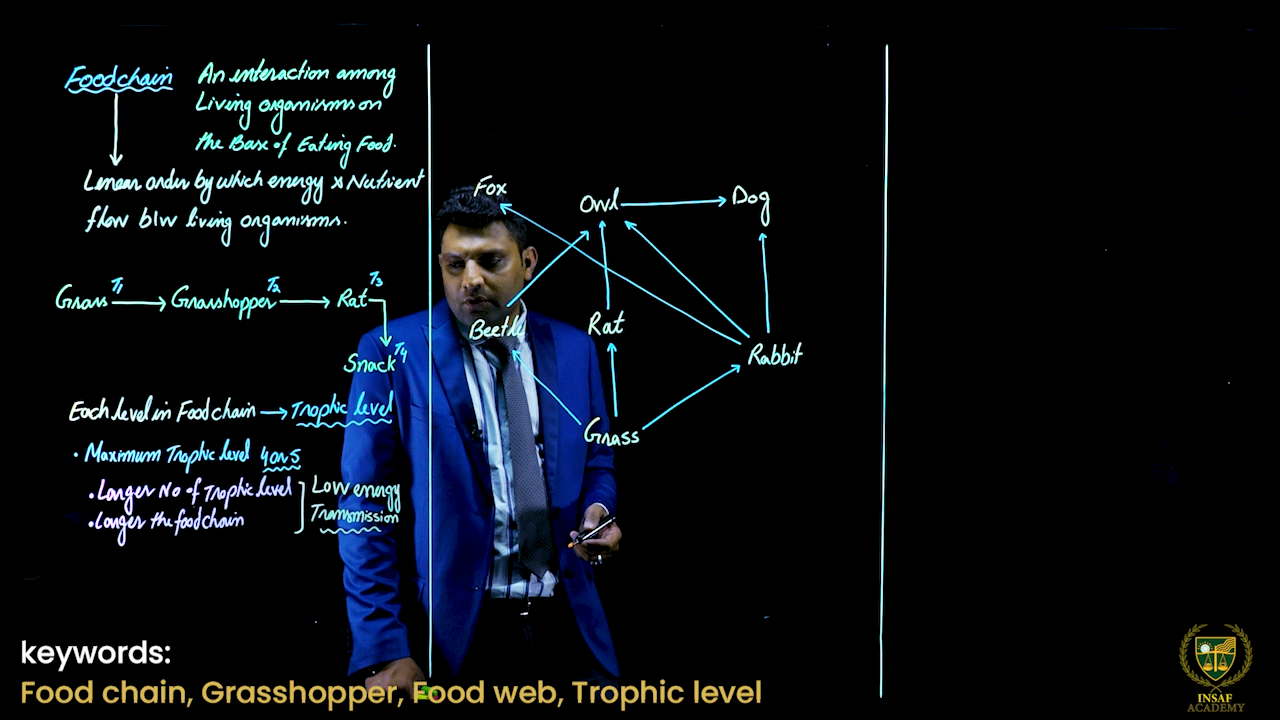 Food chain
An interaction among
Living organisms on
the Base of Eating Food.
Linear order by which energy & Nutrient
flow b/w living organisms.
Grass T1 Grasshopper T2 Rat T3
Snack T4
Each level in Food chain → Trophic level
• Maximum Trophic level 4 or 5
• Longer No of Trophic level
• Longer the food chain
Low energy
Transmission
Fox
Owl
Dog
Beetle
Rat
Rabbit
Grass
keywords:
Food chain, Grasshopper, Food web, Trophic level
INSAF
ACADEMY